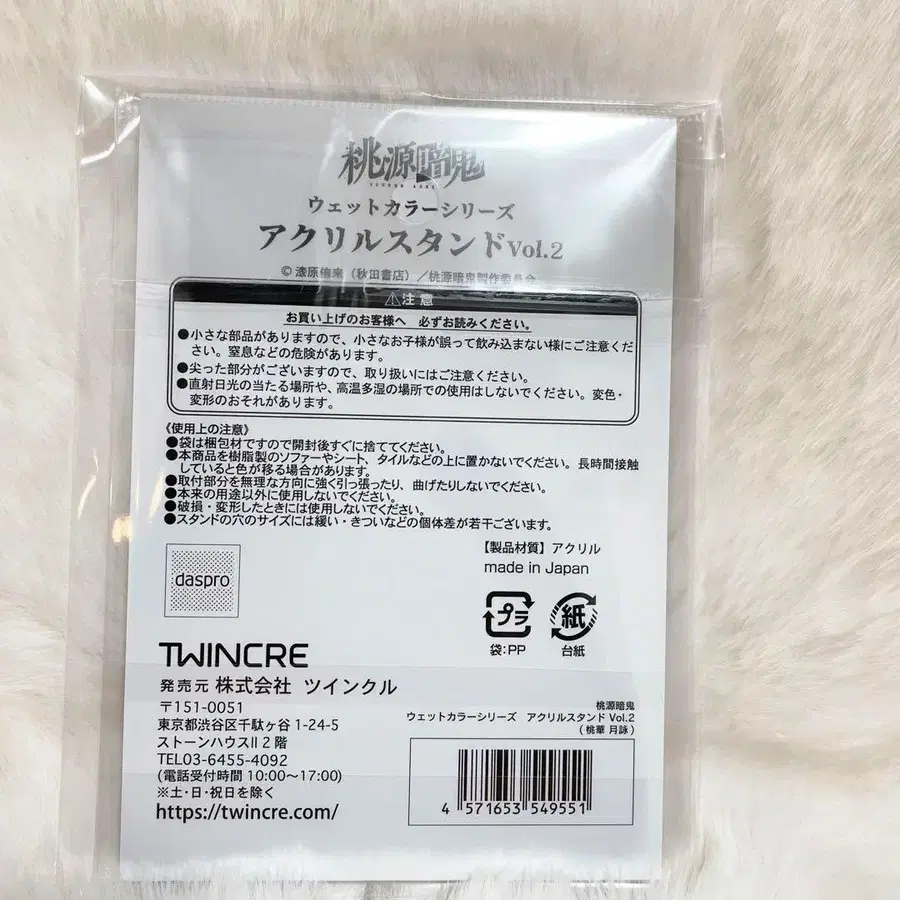 桃源暗鬼
TOUGEN ANKI
ウェットカラーシリーズ
アクリルスタンドVol.2
© 漆原侑来（秋田書店）／桃源暗鬼製作委員会
⚠注意
お買い上げのお客様へ 必ずお読みください。
●小さな部品がありますので、小さなお子様が誤って飲み込まない様にご注意くだ
さい。窒息などの危険があります。
●尖った部分がございますので、取り扱いにはご注意ください。
●直射日光の当たる場所や、高温多湿の場所での使用はしないでください。変色・
変形のおそれがあります。
《使用上の注意》
●袋は梱包材ですので開封後すぐに捨ててください。
●本商品を樹脂製のソファーやシート、タイルなどの上に置かないでください。長時間接触
していると色が移る場合があります。
●取付部分を無理な方向に強く引っ張ったり、曲げたりしないでください。
●本来の用途以外に使用しないでください。
●破損・変形したときには使用しないでください。
●スタンドの穴のサイズには緩い・きついなどの個体差が若干ございます。
daspro
【製品材質】アクリル
made in Japan
プラ
袋:PP
紙
台紙
TWINCRE
発売元 株式会社 ツインクル
〒151-0051
東京都渋谷区千駄ヶ谷1-24-5
ストーンハウスII２階
TEL03-6455-4092
(電話受付時間 10:00～17:00)
※土・日・祝日を除く
https://twincre.com/
桃源暗鬼
ウェットカラーシリーズ アクリルスタンド Vol.2
(桃華 月詠)
4 571653 549551